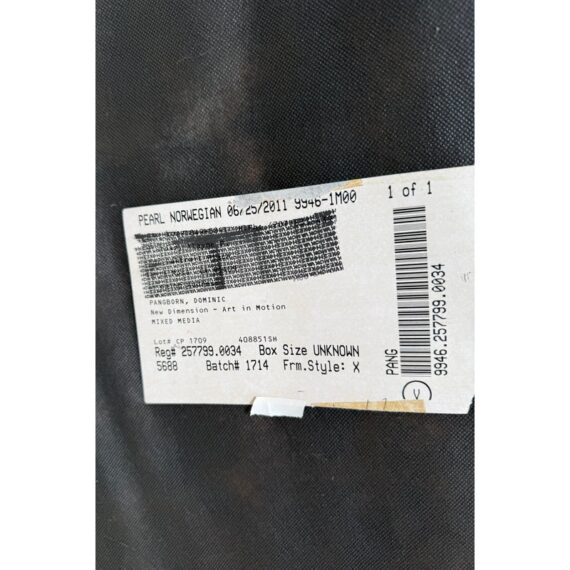 PEARL NORWEGIAN 06/25/2011 9946-1M00
1 of 1
PANGBORN, DOMINIC
New Dimension - Art in Motion
MIXED MEDIA
Lot# CP 1709 408851SH
Reg# 257799.0034 Box Size UNKNOWN
5688 Batch# 1714 Frm.Style: X
PANG
9946.257799.0034
V